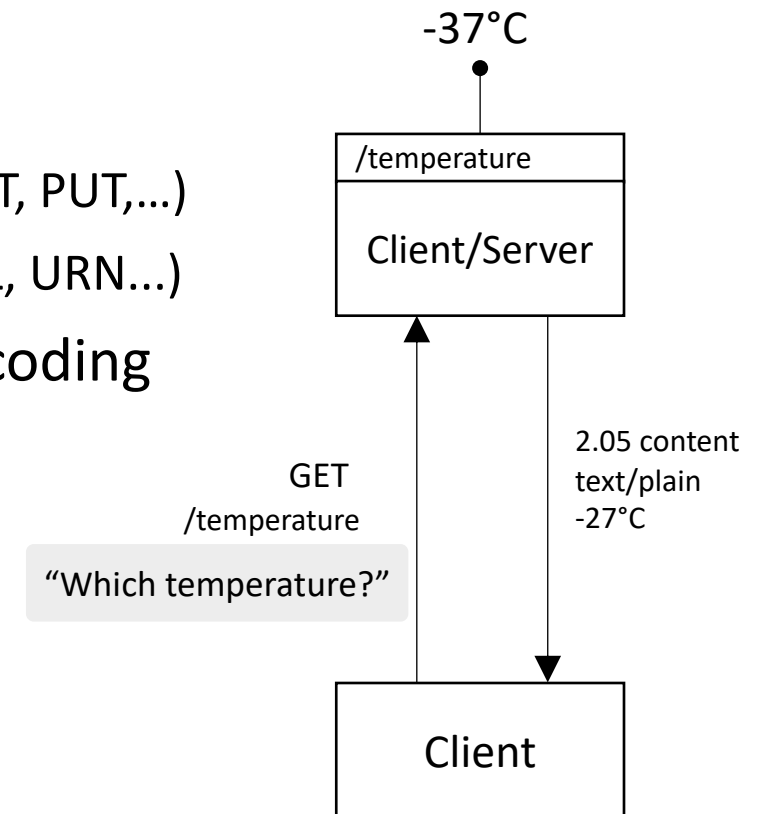 -37°C
/temperature
T, PUT,...)
Client/Server
, URN...)
coding
2.05 content
text/plain
-27°C
GET
/temperature
“Which temperature?”
Client